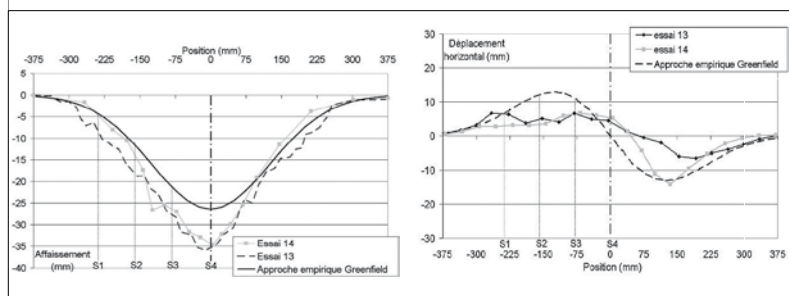 Position (mm)
-375 -300 -225 -150 -75 0 75 150 225 300 375
5
0
-5
-10
-15
-20
-25
-30
-35
-40
Affaissement
(mm)
S1 S2 S3 S4
Essai 14
Essai 13
Approche empirique Greenfield
30
20
10
0
-10
-20
-30
Déplacement
horizontal (mm)
essai 13
essai 14
Approche empirique Greenfield
S1 S2 S3 S4
-375 -300 -225 -150 -75 0 75 150 225 300 375
Position (mm)